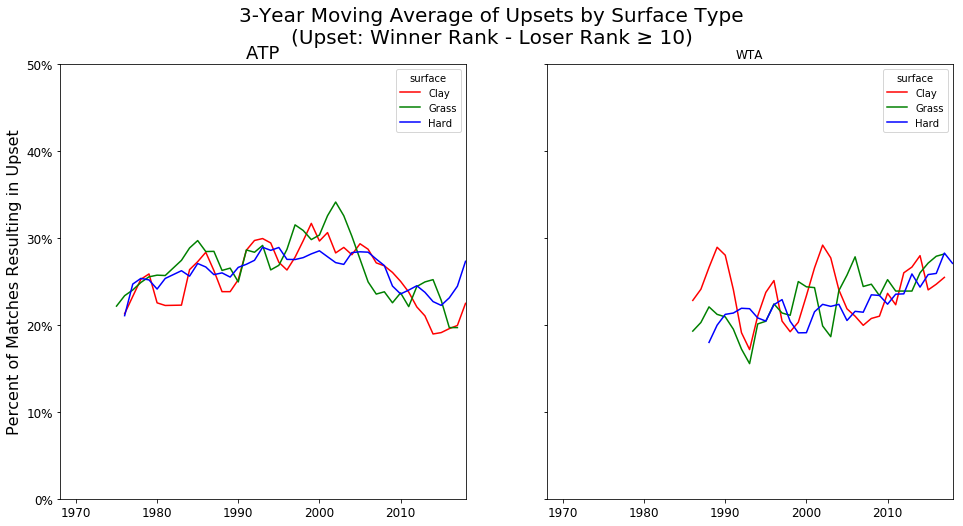 3-Year Moving Average of Upsets by Surface Type
(Upset: Winner Rank - Loser Rank ≥ 10)
ATP
WTA
Percent of Matches Resulting in Upset
50%
40%
30%
20%
10%
0%
surface
Clay
Grass
Hard
1970
1980
1990
2000
2010
surface
Clay
Grass
Hard
1970
1980
1990
2000
2010